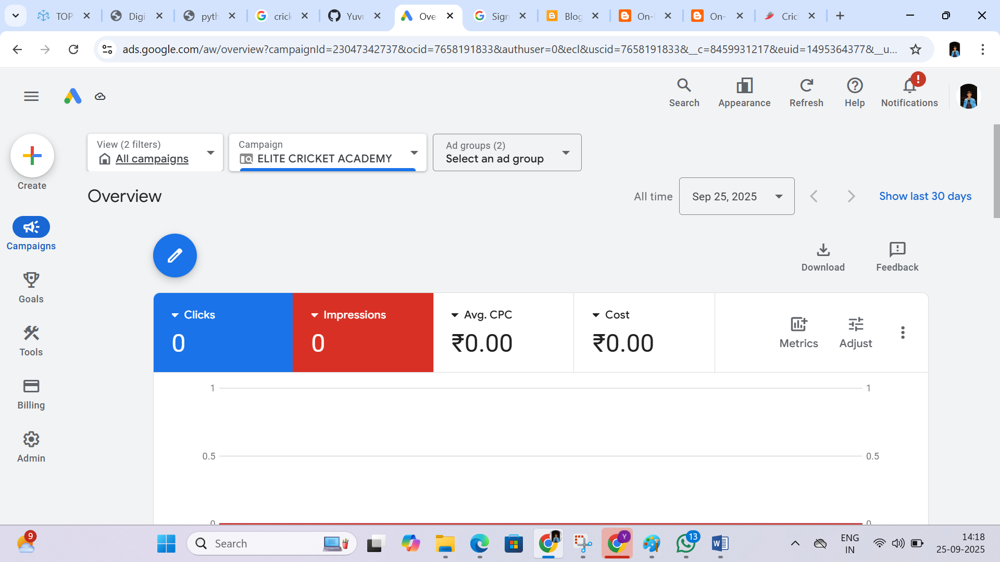 TOP
Digi
pyth
crick
Yuvr
Ove
Sign
Blog
On-
On-
Cric
ads.google.com/aw/overview?campaignId=23047342737&ocid=7658191833&authuser=0&ecl&uscid=7658191833&__c=8459931217&euid=1495364377&__u...
Search
Appearance
Refresh
Help
!
Notifications
View (2 filters)
All campaigns
Campaign
ELITE CRICKET ACADEMY
Ad groups (2)
Select an ad group
Create
Overview
All time
Sep 25, 2025
Show last 30 days
Campaigns
Download
Feedback
Goals
Clicks
0
Impressions
0
Avg. CPC
₹0.00
Cost
₹0.00
Metrics
Adjust
Tools
1
1
Billing
0.5
0.5
Admin
0
0
9
Search
Y
13
W
ENG
IN
14:18
25-09-2025